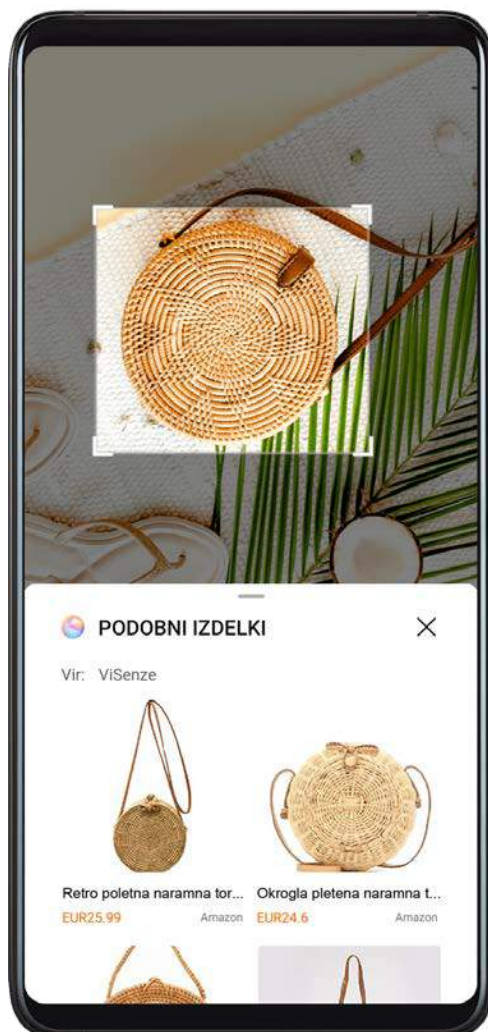 PODOBNI IZDELKI
Vir: ViSenze
Retro poletna naramna tor...
Okrogla pletena naramna t...
EUR25.99 Amazon
EUR24.6 Amazon